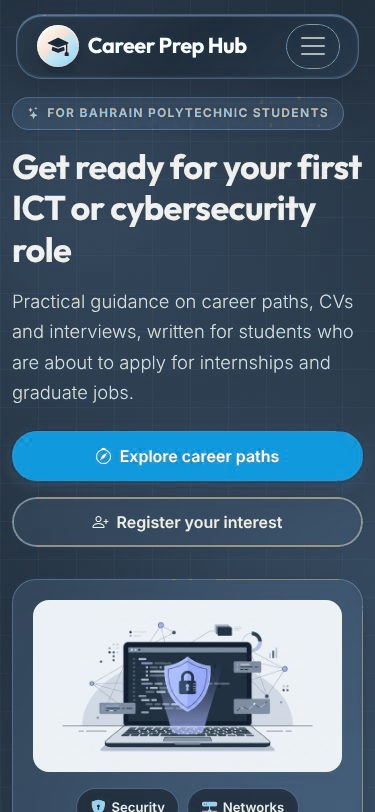 Career Prep Hub
FOR BAHRAIN POLYTECHNIC STUDENTS
Get ready for your first
ICT or cybersecurity
role
Practical guidance on career paths, CVs
and interviews, written for students who
are about to apply for internships and
graduate jobs.
Explore career paths
Register your interest
Security
Networks